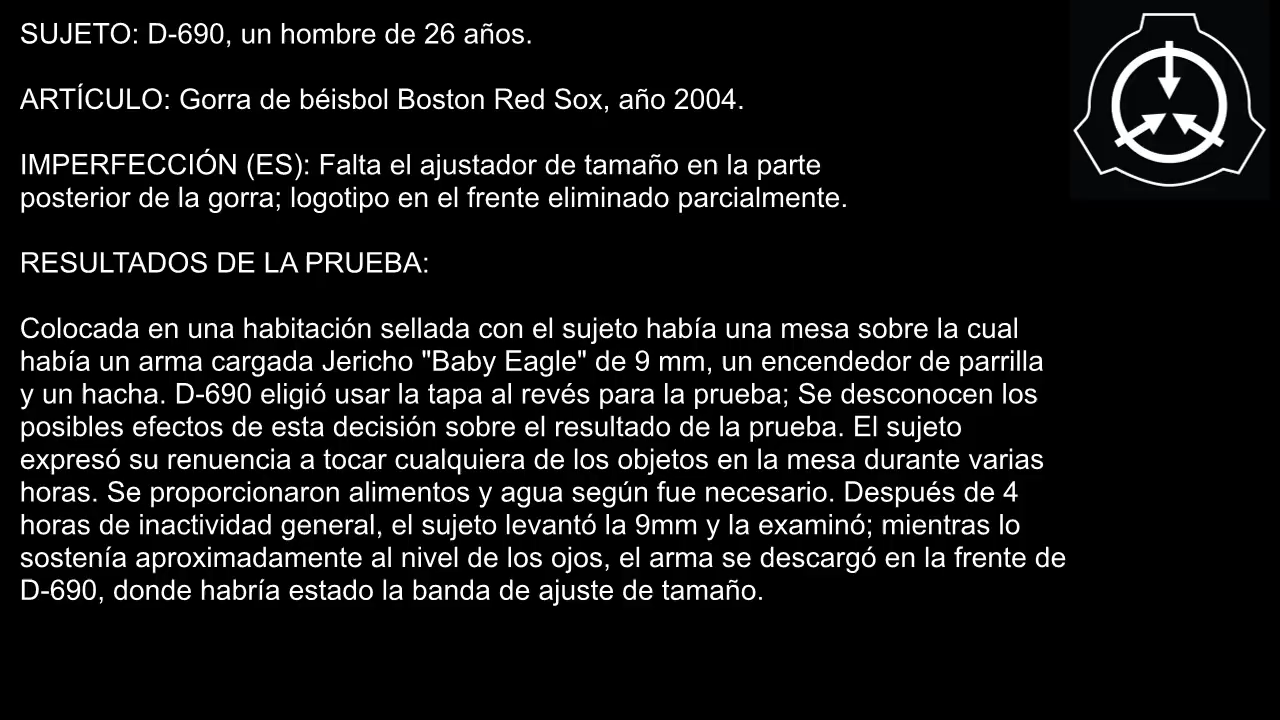 SUJETO: D-690, un hombre de 26 años.
ARTÍCULO: Gorra de béisbol Boston Red Sox, año 2004.
IMPERFECCIÓN (ES): Falta el ajustador de tamaño en la parte
posterior de la gorra; logotipo en el frente eliminado parcialmente.
RESULTADOS DE LA PRUEBA:
Colocada en una habitación sellada con el sujeto había una mesa sobre la cual
había un arma cargada Jericho "Baby Eagle" de 9 mm, un encendedor de parrilla
y un hacha. D-690 eligió usar la tapa al revés para la prueba; Se desconocen los
posibles efectos de esta decisión sobre el resultado de la prueba. El sujeto
expresó su renuencia a tocar cualquiera de los objetos en la mesa durante varias
horas. Se proporcionaron alimentos y agua según fue necesario. Después de 4
horas de inactividad general, el sujeto levantó la 9mm y la examinó; mientras lo
sostenía aproximadamente al nivel de los ojos, el arma se descargó en la frente de
D-690, donde habría estado la banda de ajuste de tamaño.